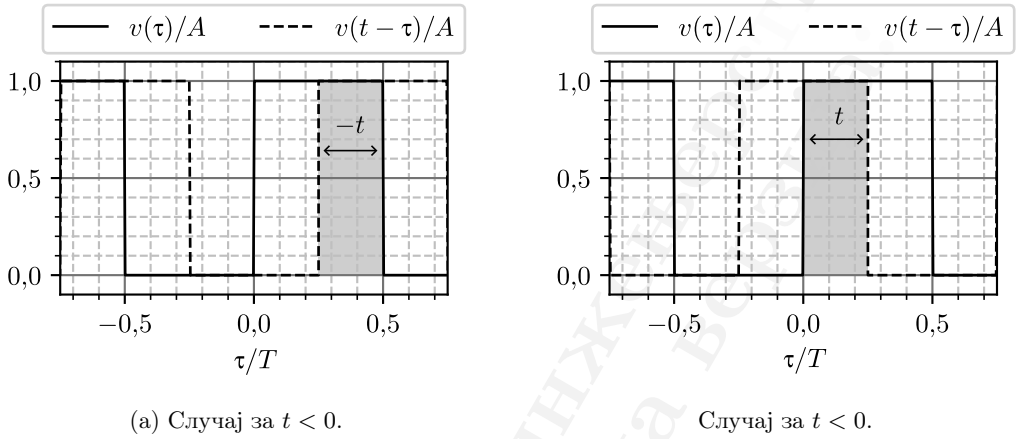 v(τ)/A v(t − τ)/A
1,0
0,5
0,0
−t
−0,5 0,0 0,5
τ/T
(а) Случај за t < 0.
v(τ)/A v(t − τ)/A
1,0
0,5
0,0
t
−0,5 0,0 0,5
τ/T
Случај за t < 0.